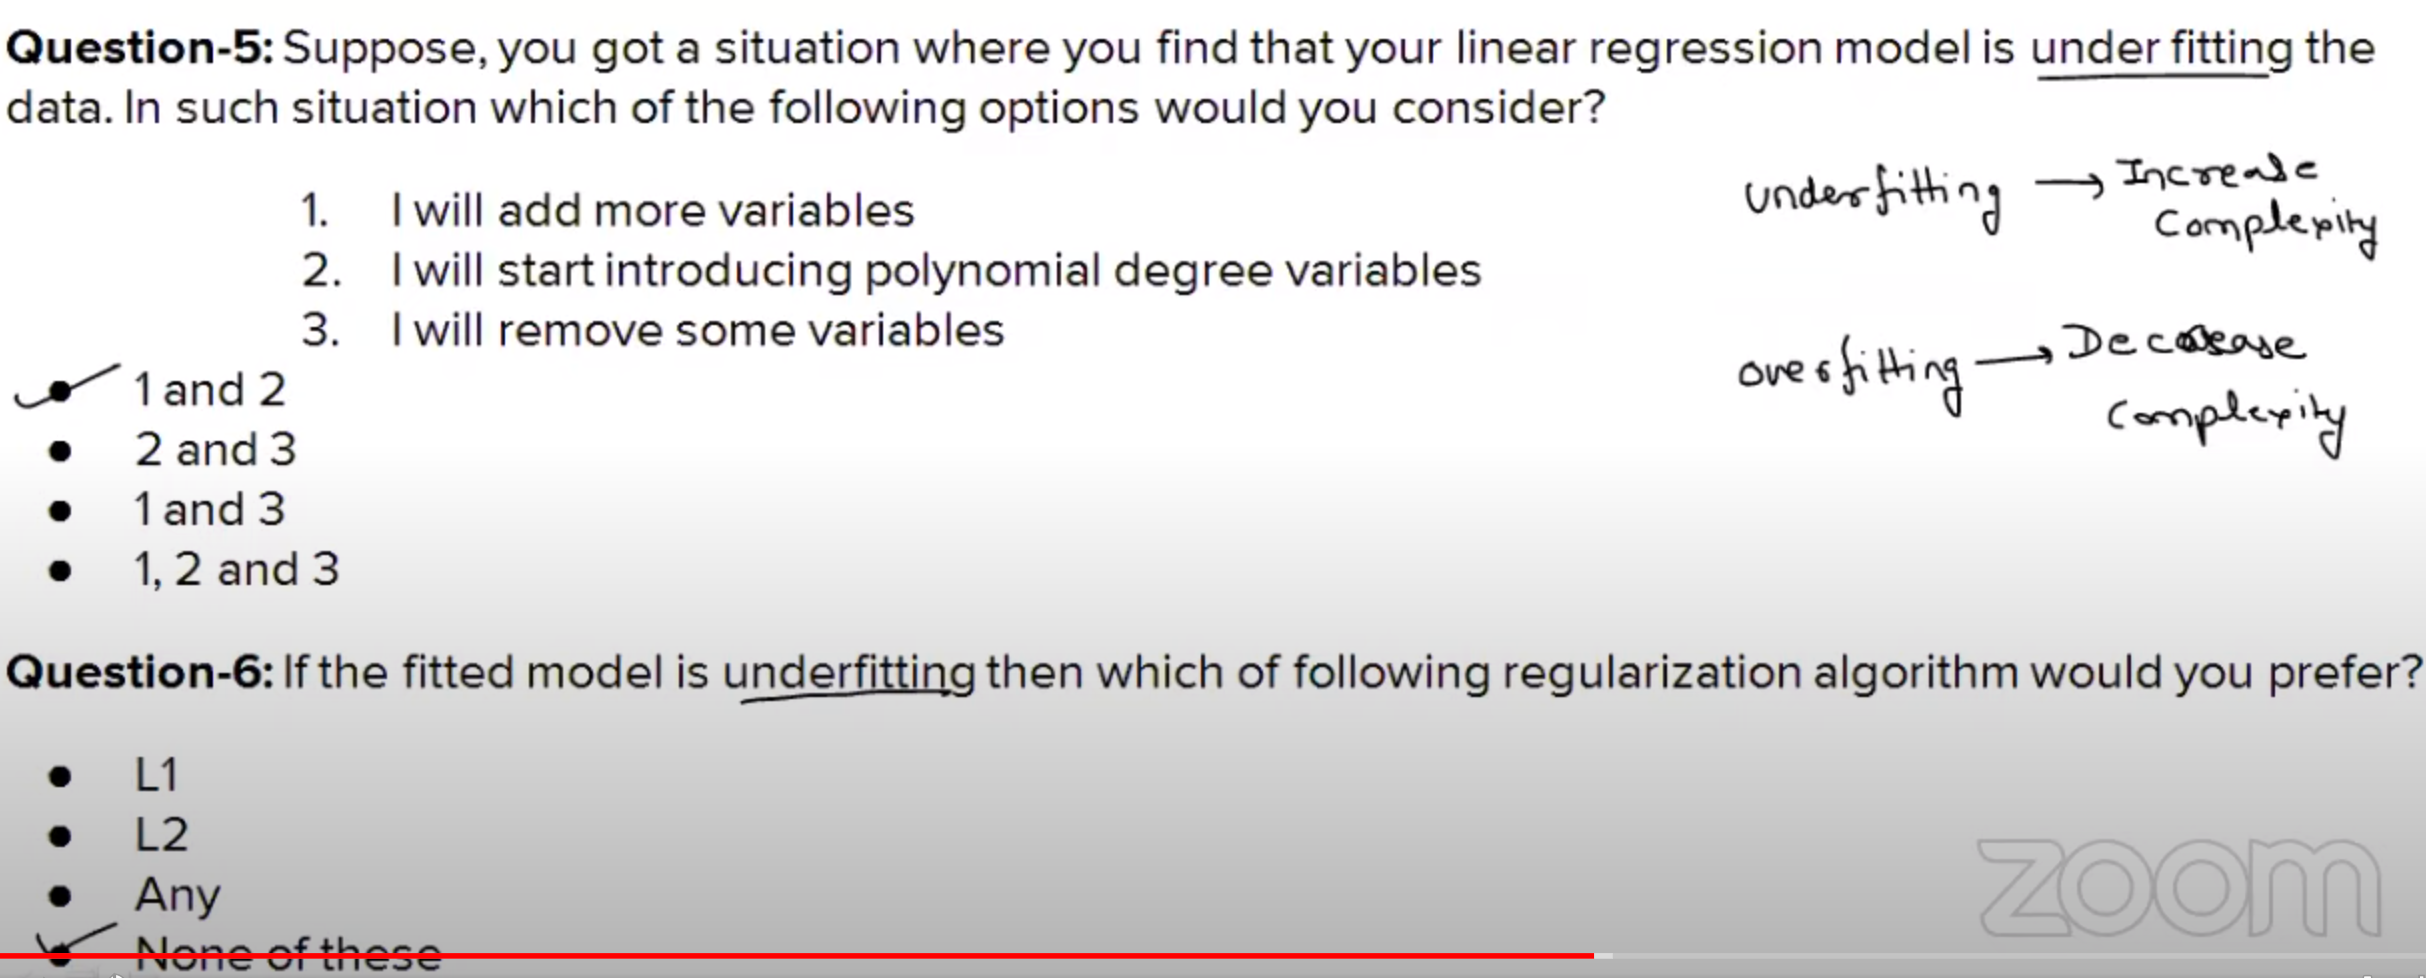 Question-5: Suppose, you got a situation where you find that your linear regression model is under fitting the
data. In such situation which of the following options would you consider?
1. I will add more variables
2. I will start introducing polynomial degree variables
3. I will remove some variables
underfitting → Increase
Complexity
overfitting → Decrease
Complexity
1 and 2
2 and 3
1 and 3
1, 2 and 3
Question-6: If the fitted model is underfitting then which of following regularization algorithm would you prefer?
L1
L2
Any
None of these
zoom